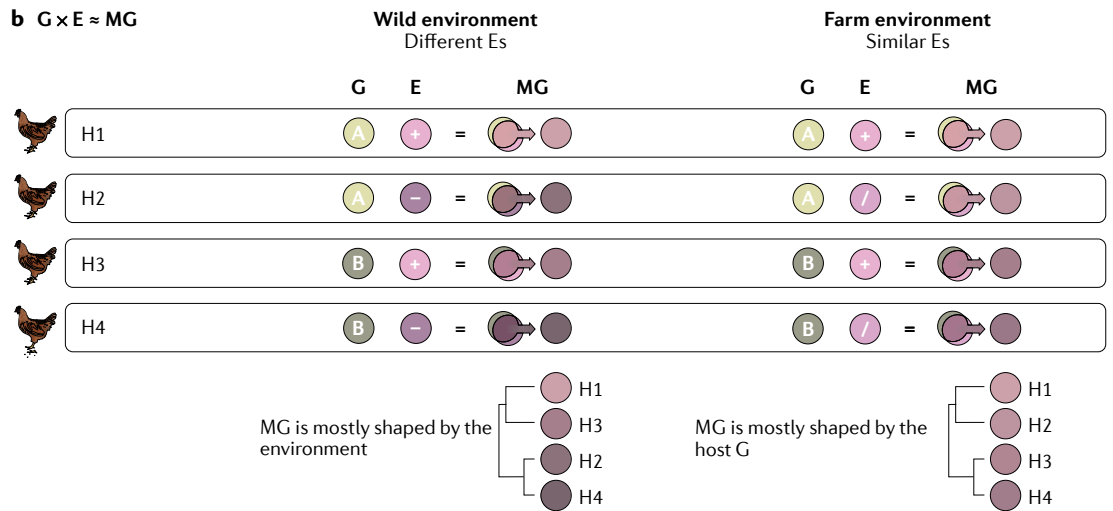 b G × E ≈ MG
Wild environment
Different Es
Farm environment
Similar Es
G E MG G E MG
H1 A + = A + =
H2 A − = A / =
H3 B + = B + =
H4 B − = B / =
MG is mostly shaped by the
environment
H1
H3
H2
H4
MG is mostly shaped by the
host G
H1
H2
H3
H4